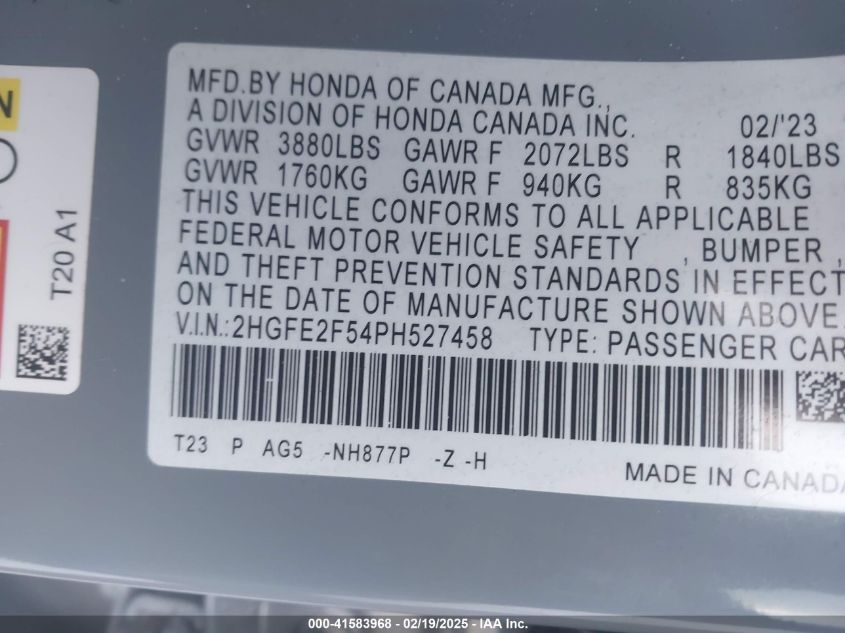 N
T20 A1
MFD.BY HONDA OF CANADA MFG.,
A DIVISION OF HONDA CANADA INC. 02/'23
GVWR 3880LBS GAWR F 2072LBS R 1840LBS
GVWR 1760KG GAWR F 940KG R 835KG
THIS VEHICLE CONFORMS TO ALL APPLICABLE
FEDERAL MOTOR VEHICLE SAFETY , BUMPER ,
AND THEFT PREVENTION STANDARDS IN EFFECT
ON THE DATE OF MANUFACTURE SHOWN ABOVE.
V.I.N.:2HGFE2F54PH527458 TYPE: PASSENGER CAR
T23 P AG5 -NH877P -Z -H
MADE IN CANADA
000-41583968 - 02/19/2025 - IAA Inc.